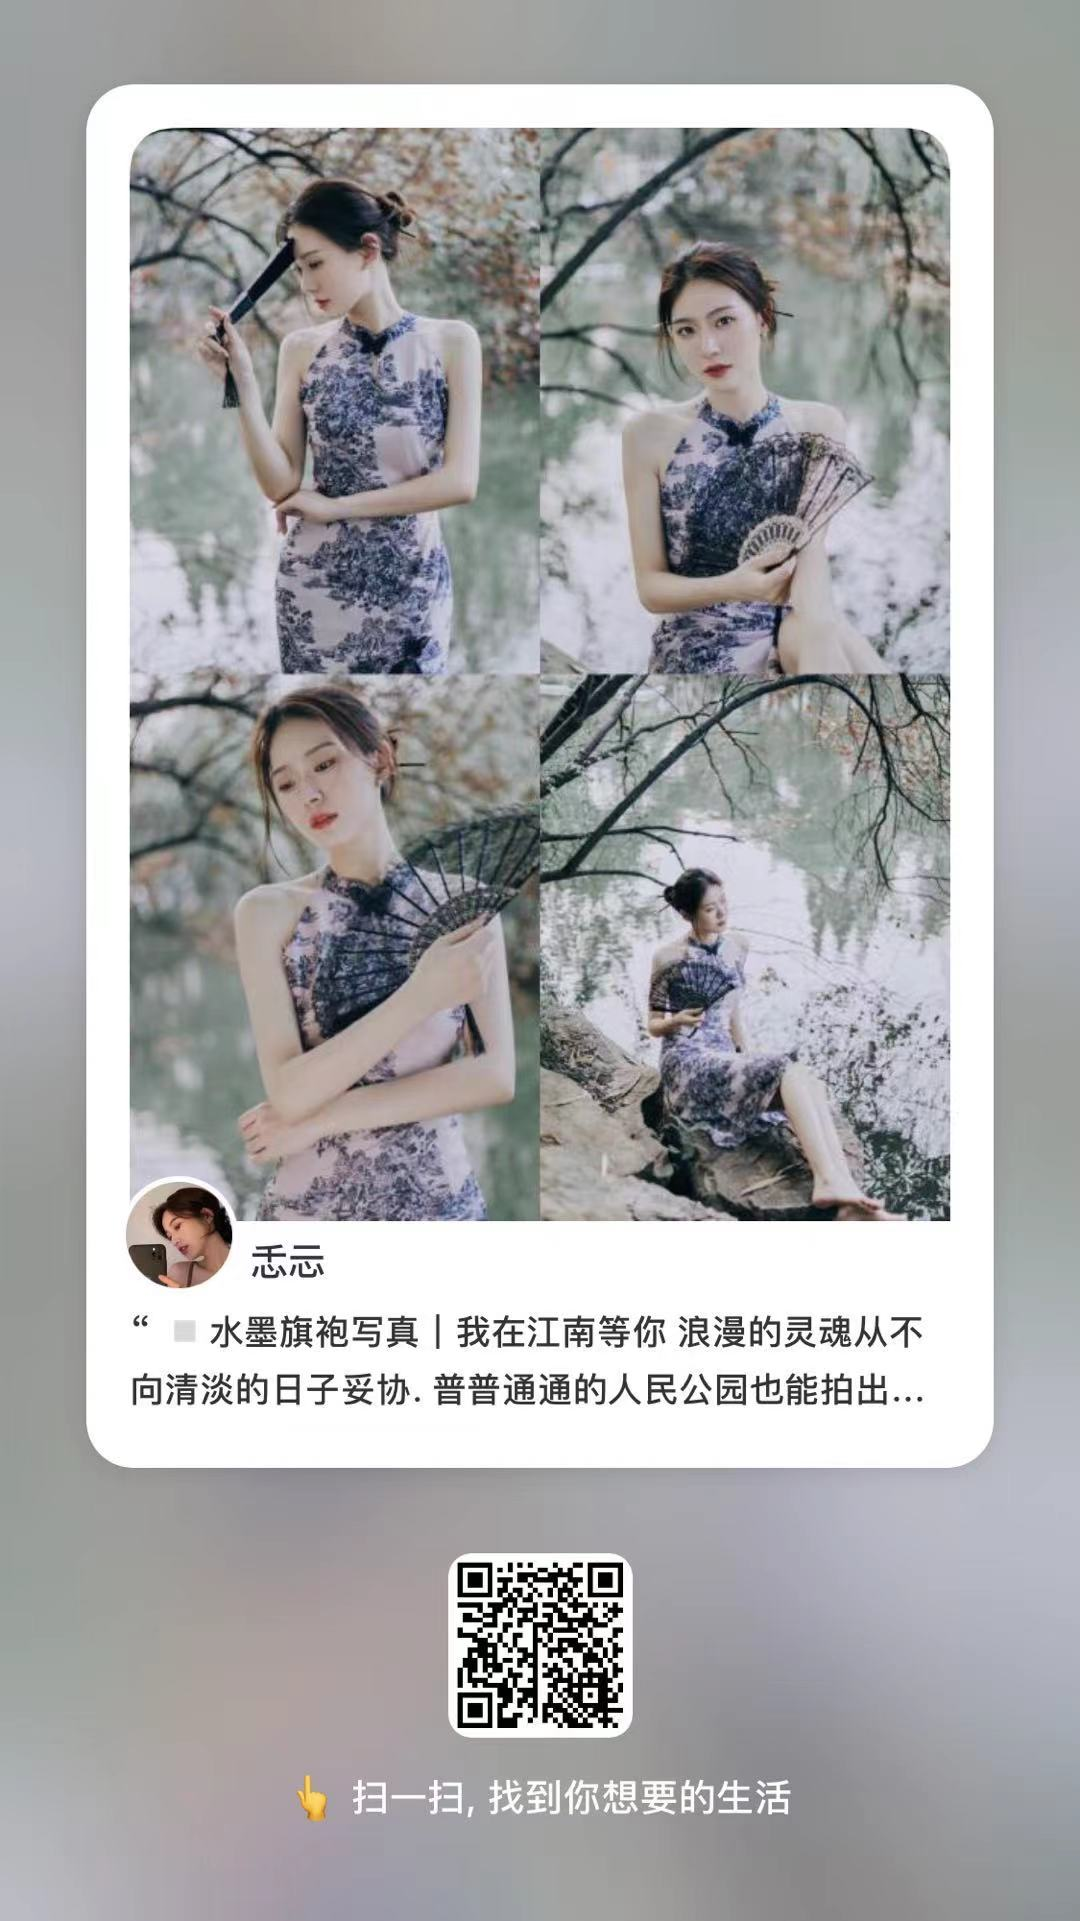 忎忈
“ 水墨旗袍写真｜我在江南等你 浪漫的灵魂从不
向清淡的日子妥协. 普普通通的人民公园也能拍出...
扫一扫, 找到你想要的生活